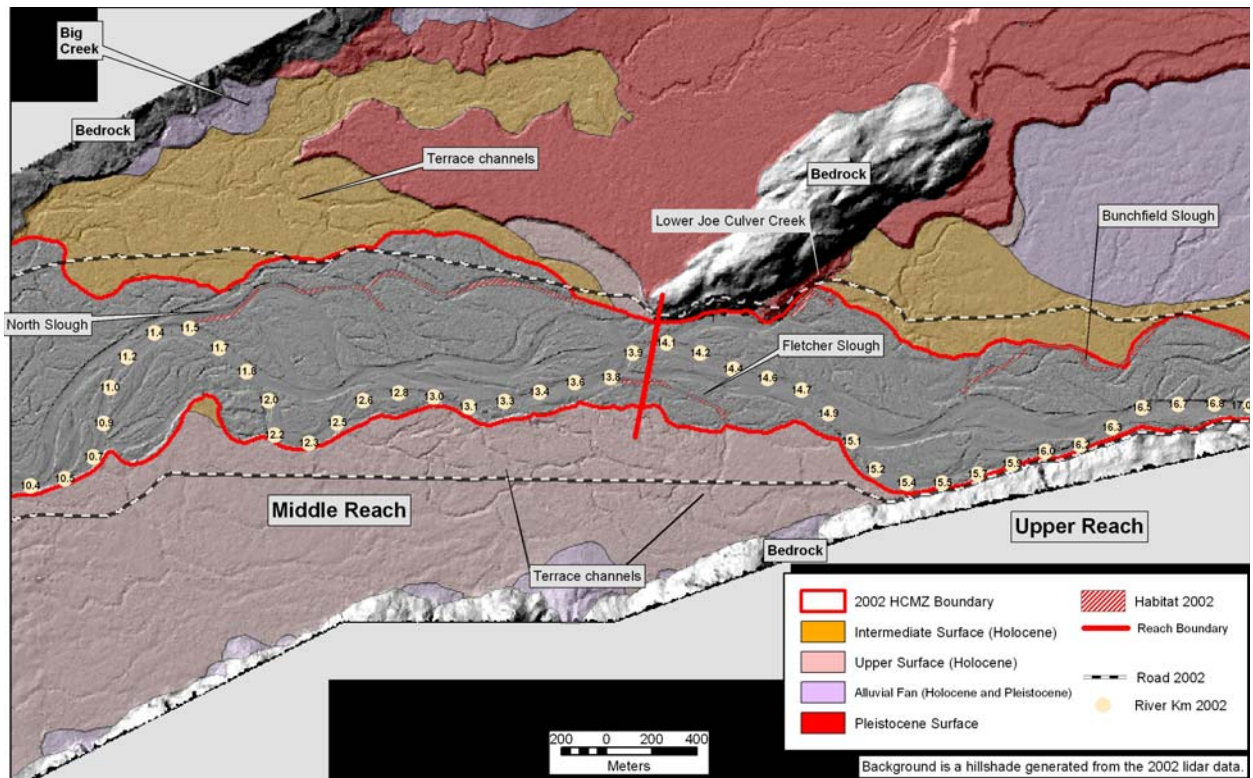 Big
Creek
Bedrock
Terrace channels
Bedrock
Lower Joe Culver Creek
Bunchfield Slough
North Slough
Fletcher Slough
11.4
11.5
11.2
11.7
11.0
11.8
10.9
12.0
10.7
12.2
10.4
10.5
12.3
12.5
12.6
12.8
13.0
13.1
13.3
13.4
13.6
13.8
13.9
14.1
14.2
14.4
14.6
14.7
14.9
15.1
15.2
15.4
15.5
15.7
15.9
16.0
16.2
16.3
16.5
16.7
16.8
17.0
Middle Reach
Upper Reach
Bedrock
Terrace channels
2002 HCMZ Boundary
Intermediate Surface (Holocene)
Upper Surface (Holocene)
Alluvial Fan (Holocene and Pleistocene)
Pleistocene Surface
Habitat 2002
Reach Boundary
Road 2002
River Km 2002
200 0 200 400
Meters
Background is a hillshade generated from the 2002 lidar data.